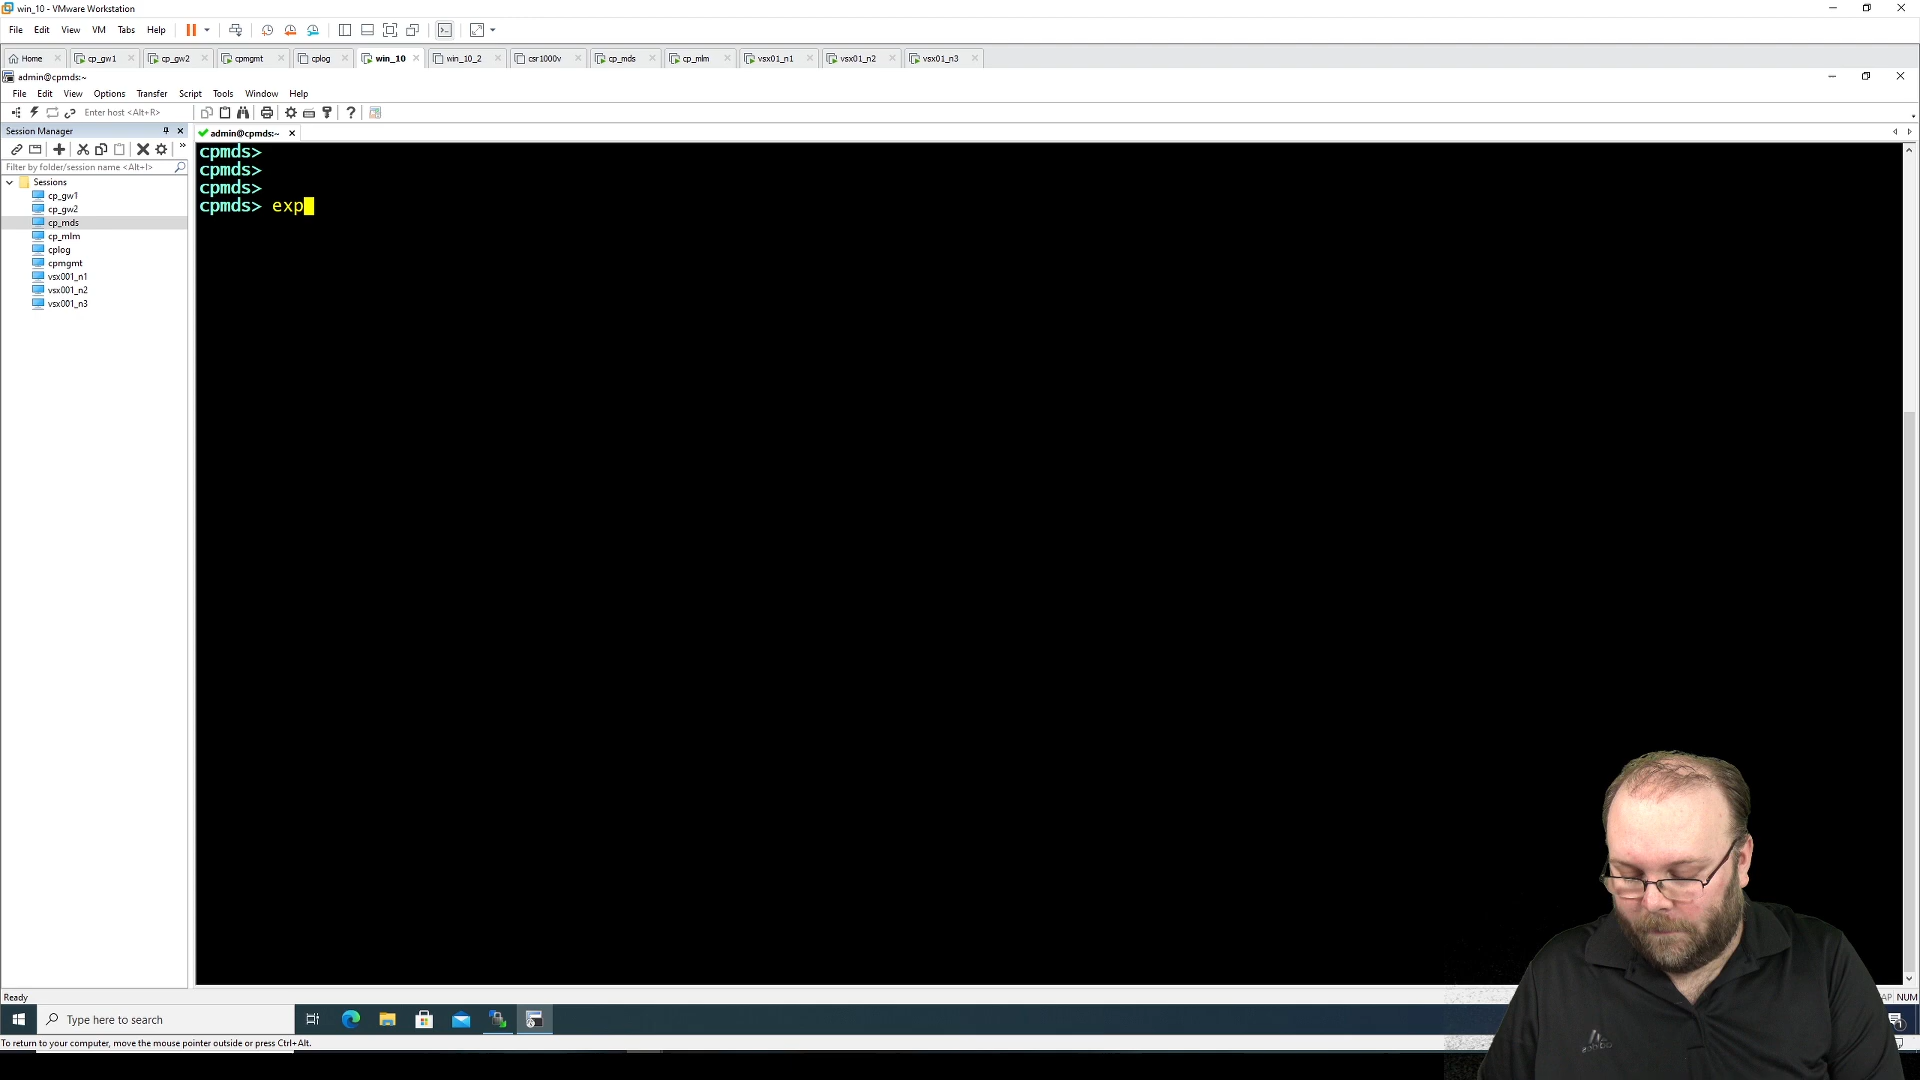 win_10 - VMware Workstation
File Edit View VM Tabs Help
Home cp_gw1 cp_gw2 cpmgmt cplog win_10 win_10_2 csr1000v cp_mds cp_mlm vsx01_n1 vsx01_n2 vsx01_n3
admin@cpmds:~
File Edit View Options Transfer Script Tools Window Help
Enter host <Alt+R>
Session Manager
admin@cpmds:~
Filter by folder/session name <Alt+I>
Sessions
cp_gw1
cp_gw2
cp_mds
cp_mlm
cplog
cpmgmt
vsx001_n1
vsx001_n2
vsx001_n3
cpmds>
cpmds>
cpmds>
cpmds> exp
Ready
NUM
Type here to search
To return to your computer, move the mouse pointer outside or press Ctrl+Alt.